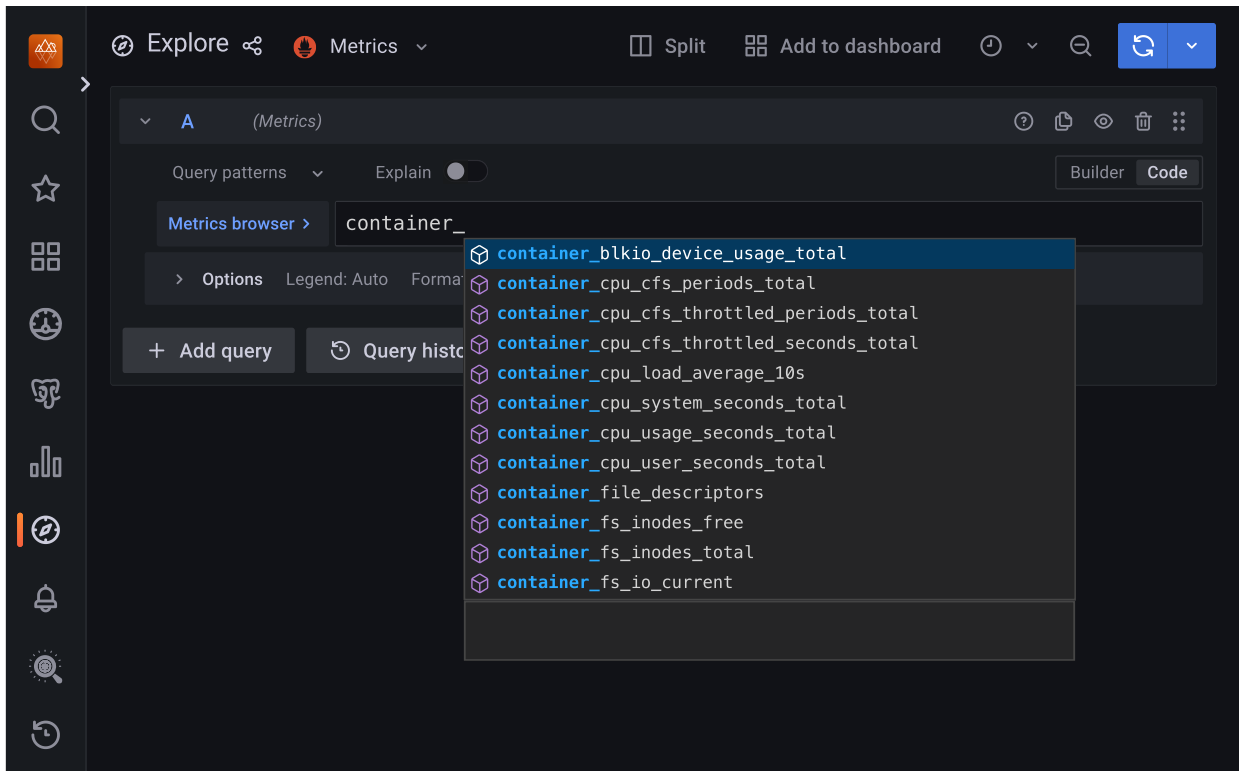 Explore
Metrics
Split
Add to dashboard
A
(Metrics)
Query patterns
Explain
Builder
Code
Metrics browser >
container_
Options
Legend: Auto
container_blkio_device_usage_total
container_cpu_cfs_periods_total
container_cpu_cfs_throttled_periods_total
container_cpu_cfs_throttled_seconds_total
container_cpu_load_average_10s
container_cpu_system_seconds_total
container_cpu_usage_seconds_total
container_cpu_user_seconds_total
container_file_descriptors
container_fs_inodes_free
container_fs_inodes_total
container_fs_io_current
+ Add query
Query